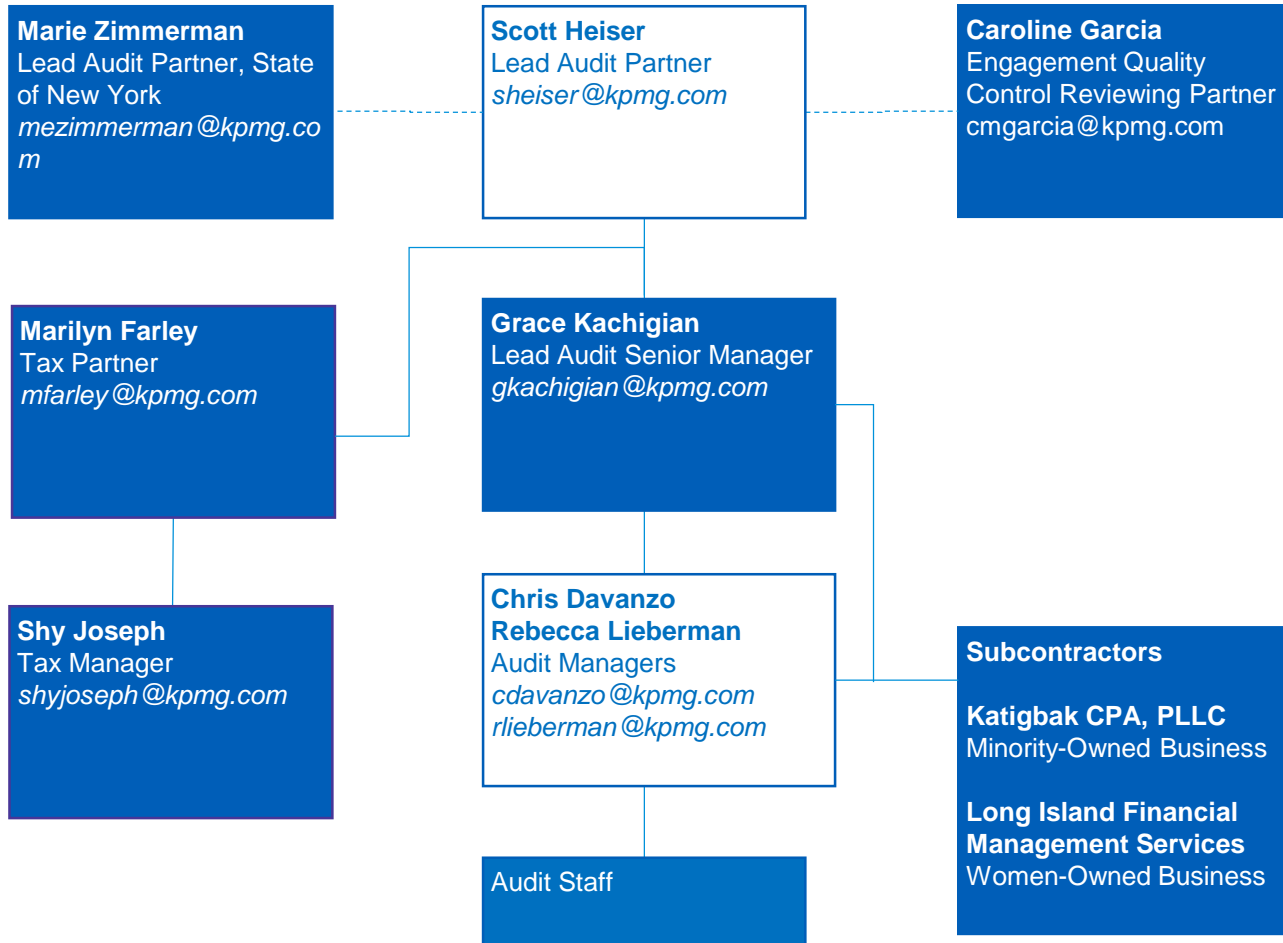 Marie Zimmerman
Lead Audit Partner, State
of New York
mezimmerman@kpmg.co
m
Scott Heiser
Lead Audit Partner
sheiser@kpmg.com
Caroline Garcia
Engagement Quality
Control Reviewing Partner
cmgarcia@kpmg.com
Marilyn Farley
Tax Partner
mfarley@kpmg.com
Grace Kachigian
Lead Audit Senior Manager
gkachigian@kpmg.com
Shy Joseph
Tax Manager
shyjoseph@kpmg.com
Chris Davanzo
Rebecca Lieberman
Audit Managers
cdavanzo@kpmg.com
rlieberman@kpmg.com
Subcontractors
Katigbak CPA, PLLC
Minority-Owned Business
Long Island Financial
Management Services
Women-Owned Business
Audit Staff